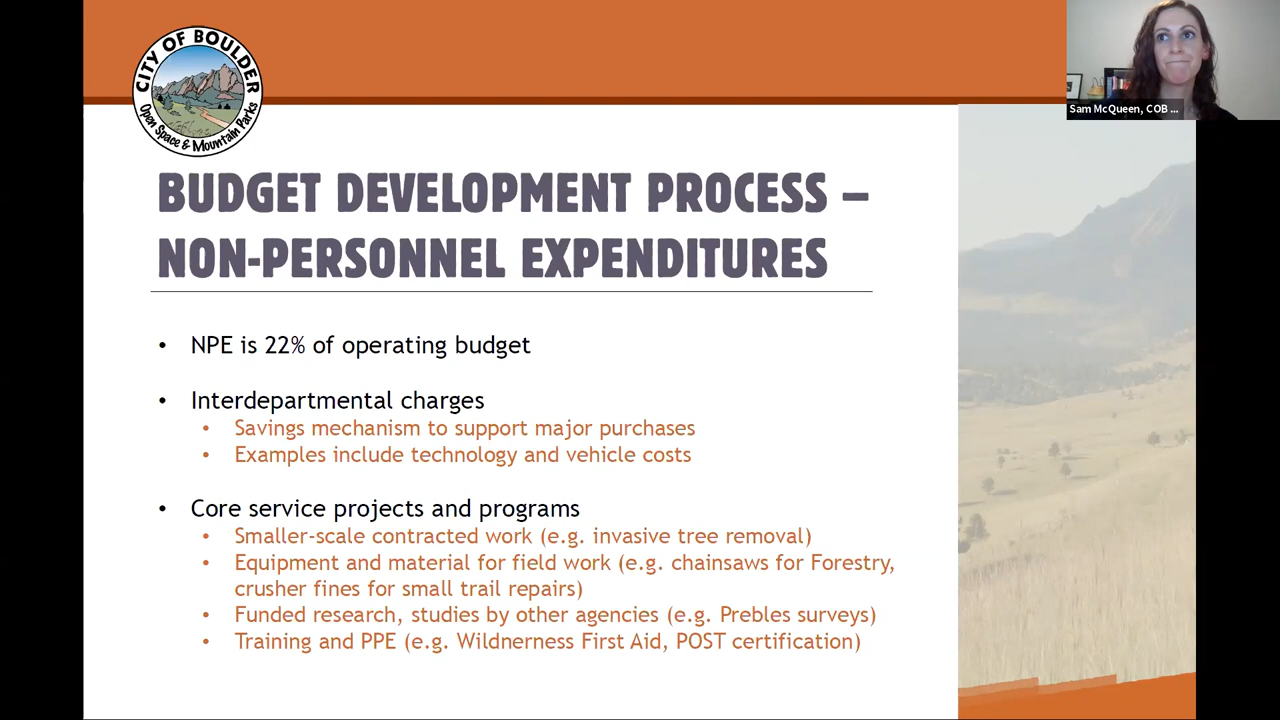 CITY OF BOULDER
Open Space & Mountain Parks
Sam McQueen, COB ...
BUDGET DEVELOPMENT PROCESS –
NON-PERSONNEL EXPENDITURES
• NPE is 22% of operating budget
• Interdepartmental charges
• Savings mechanism to support major purchases
• Examples include technology and vehicle costs
• Core service projects and programs
• Smaller-scale contracted work (e.g. invasive tree removal)
• Equipment and material for field work (e.g. chainsaws for Forestry,
crusher fines for small trail repairs)
• Funded research, studies by other agencies (e.g. Prebles surveys)
• Training and PPE (e.g. Wildnerness First Aid, POST certification)